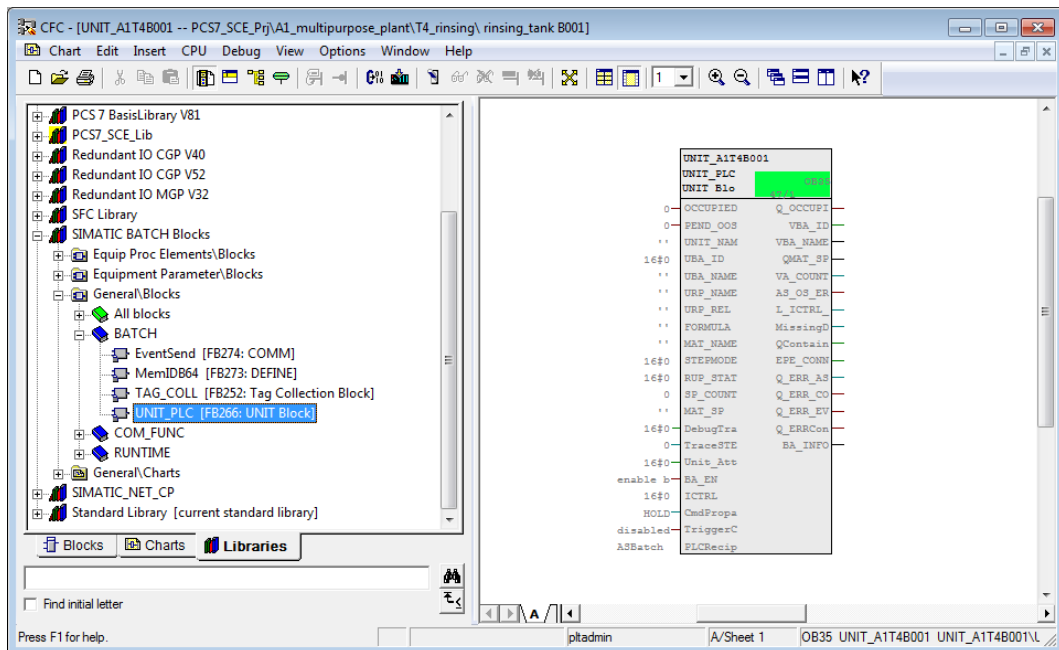 CFC - [UNIT_A1T4B001 -- PCS7_SCE_Prj\A1_multipurpose_plant\T4_rinsing\ rinsing_tank B001]
Chart Edit Insert CPU Debug View Options Window Help
1
PCS 7 BasisLibrary V81
PCS7_SCE_Lib
Redundant IO CGP V40
Redundant IO CGP V52
Redundant IO MGP V32
SFC Library
SIMATIC BATCH Blocks
Equip Proc Elements\Blocks
Equipment Parameter\Blocks
General\Blocks
All blocks
BATCH
EventSend [FB274: COMM]
MemIDB64 [FB273: DEFINE]
TAG_COLL [FB252: Tag Collection Block]
UNIT_PLC [FB266: UNIT Block]
COM_FUNC
RUNTIME
General\Charts
SIMATIC_NET_CP
Standard Library [current standard library]
Blocks Charts Libraries
Find initial letter
UNIT_A1T4B001
UNIT_PLC
UNIT Blo OB35
47/1
0 OCCUPIED Q_OCCUPI
0 PEND_OOS VBA_ID
'' UNIT_NAM VBA_NAME
16#0 UBA_ID QMAT_SP
'' UBA_NAME VA_COUNT
'' URP_NAME AS_OS_ER
'' URP_REL L_ICTRL_
'' FORMULA MissingD
'' MAT_NAME QContain
16#0 STEPMODE EPE_CONN
16#0 RUP_STAT Q_ERR_AS
0 SP_COUNT Q_ERR_CO
'' MAT_SP Q_ERR_EV
16#0 DebugTra Q_ERRCon
0 TraceSTE BA_INFO
16#0 Unit_Att
enable b BA_EN
16#0 ICTRL
HOLD CmdPropa
disabled TriggerC
ASBatch PLCRecip
A
Press F1 for help. pltadmin A/Sheet 1 OB35 UNIT_A1T4B001 UNIT_A1T4B001\